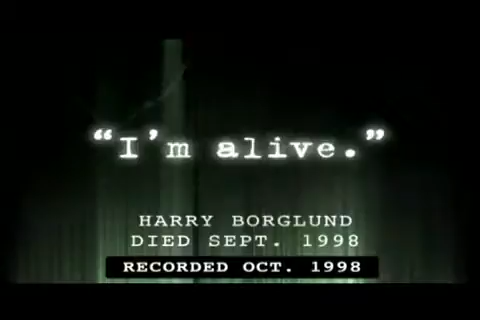 “I’m alive.”
HARRY BORGLUND
DIED SEPT. 1998
RECORDED OCT. 1998